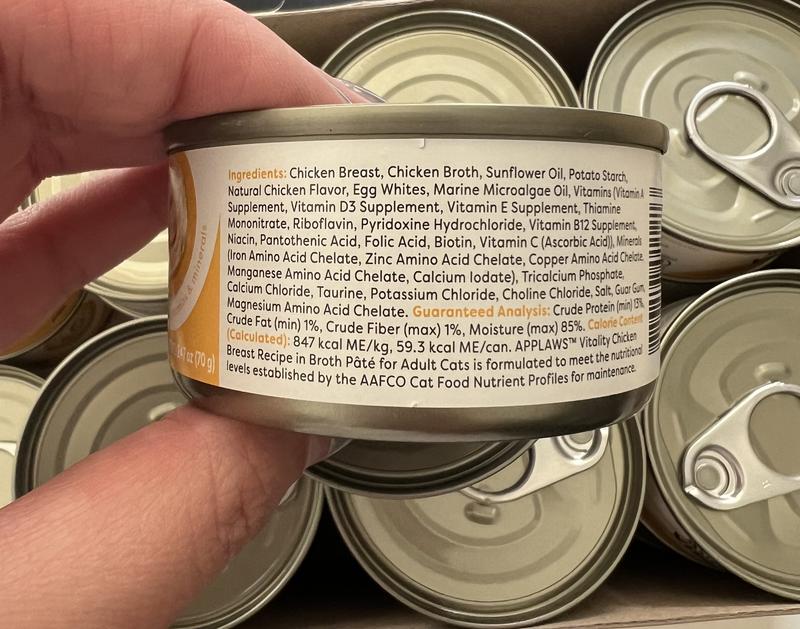 Ingredients: Chicken Breast, Chicken Broth, Sunflower Oil, Potato Starch,
Natural Chicken Flavor, Egg Whites, Marine Microalgae Oil, Vitamins (Vitamin A
Supplement, Vitamin D3 Supplement, Vitamin E Supplement, Thiamine
Mononitrate, Riboflavin, Pyridoxine Hydrochloride, Vitamin B12 Supplement,
Niacin, Pantothenic Acid, Folic Acid, Biotin, Vitamin C (Ascorbic Acid)), Minerals
(Iron Amino Acid Chelate, Zinc Amino Acid Chelate, Copper Amino Acid Chelate,
Manganese Amino Acid Chelate, Calcium Iodate), Tricalcium Phosphate,
Calcium Chloride, Taurine, Potassium Chloride, Choline Chloride, Salt, Guar Gum,
Magnesium Amino Acid Chelate. Guaranteed Analysis: Crude Protein (min) 13%,
Crude Fat (min) 1%, Crude Fiber (max) 1%, Moisture (max) 85%. Calorie Content
(Calculated): 847 kcal ME/kg, 59.3 kcal ME/can. APPLAWS™ Vitality Chicken
Breast Recipe in Broth Pâté for Adult Cats is formulated to meet the nutritional
levels established by the AAFCO Cat Food Nutrient Profiles for maintenance.
& minerals
oz (70 g)